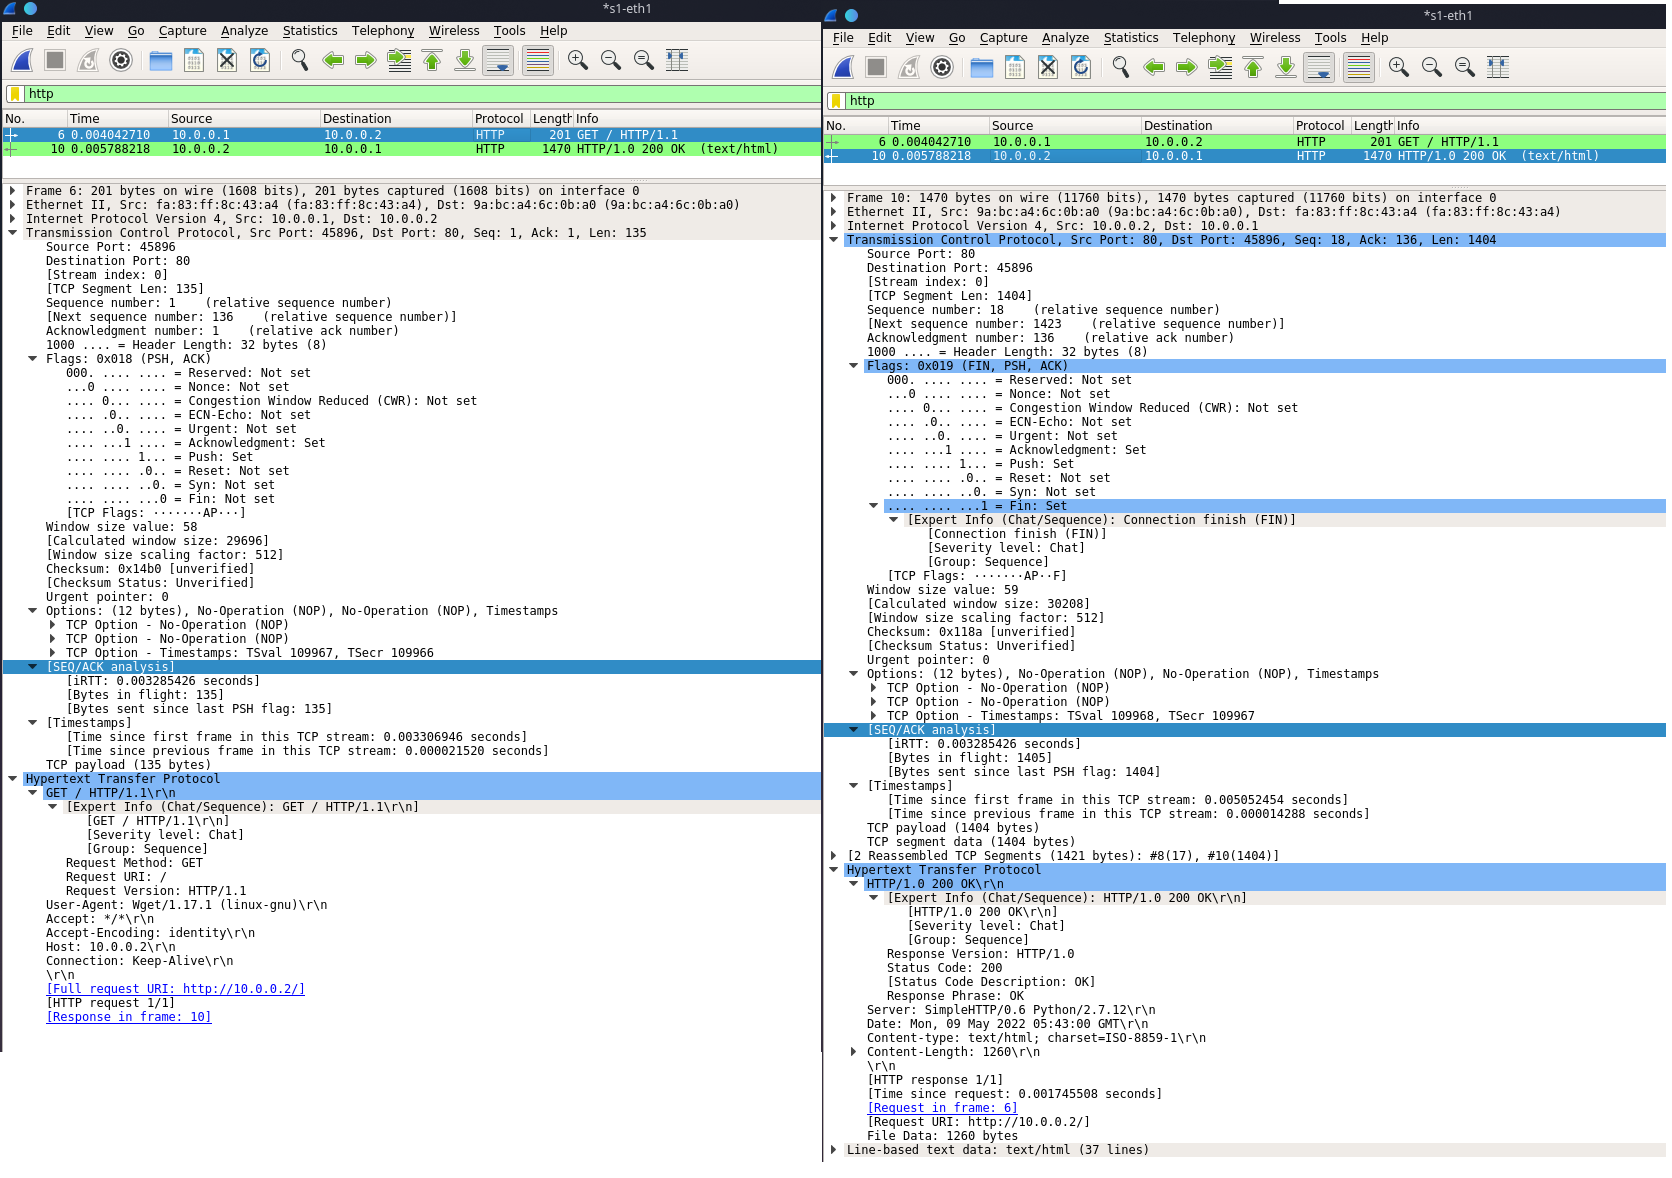 *s1-eth1
File Edit View Go Capture Analyze Statistics Telephony Wireless Tools Help
http
No. Time Source Destination Protocol Length Info
6 0.004042710 10.0.0.1 10.0.0.2 HTTP 201 GET / HTTP/1.1
10 0.005788218 10.0.0.2 10.0.0.1 HTTP 1470 HTTP/1.0 200 OK (text/html)
Frame 6: 201 bytes on wire (1608 bits), 201 bytes captured (1608 bits) on interface 0
Ethernet II, Src: fa:83:ff:8c:43:a4 (fa:83:ff:8c:43:a4), Dst: 9a:bc:a4:6c:0b:a0 (9a:bc:a4:6c:0b:a0)
Internet Protocol Version 4, Src: 10.0.0.1, Dst: 10.0.0.2
Transmission Control Protocol, Src Port: 45896, Dst Port: 80, Seq: 1, Ack: 1, Len: 135
Source Port: 45896
Destination Port: 80
[Stream index: 0]
[TCP Segment Len: 135]
Sequence number: 1    (relative sequence number)
[Next sequence number: 136    (relative sequence number)]
Acknowledgment number: 1    (relative ack number)
1000 .... = Header Length: 32 bytes (8)
Flags: 0x018 (PSH, ACK)
000. .... .... = Reserved: Not set
...0 .... .... = Nonce: Not set
.... 0... .... = Congestion Window Reduced (CWR): Not set
.... .0.. .... = ECN-Echo: Not set
.... ..0. .... = Urgent: Not set
.... ...1 .... = Acknowledgment: Set
.... .... 1... = Push: Set
.... .... .0.. = Reset: Not set
.... .... ..0. = Syn: Not set
.... .... ...0 = Fin: Not set
[TCP Flags: ·······AP···]
Window size value: 58
[Calculated window size: 29696]
[Window size scaling factor: 512]
Checksum: 0x14b0 [unverified]
[Checksum Status: Unverified]
Urgent pointer: 0
Options: (12 bytes), No-Operation (NOP), No-Operation (NOP), Timestamps
TCP Option - No-Operation (NOP)
TCP Option - No-Operation (NOP)
TCP Option - Timestamps: TSval 109967, TSecr 109966
[SEQ/ACK analysis]
[iRTT: 0.003285426 seconds]
[Bytes in flight: 135]
[Bytes sent since last PSH flag: 135]
[Timestamps]
[Time since first frame in this TCP stream: 0.003306946 seconds]
[Time since previous frame in this TCP stream: 0.000021520 seconds]
TCP payload (135 bytes)
Hypertext Transfer Protocol
GET / HTTP/1.1\r\n
[Expert Info (Chat/Sequence): GET / HTTP/1.1\r\n]
[GET / HTTP/1.1\r\n]
[Severity level: Chat]
[Group: Sequence]
Request Method: GET
Request URI: /
Request Version: HTTP/1.1
User-Agent: Wget/1.17.1 (linux-gnu)\r\n
Accept: */*\r\n
Accept-Encoding: identity\r\n
Host: 10.0.0.2\r\n
Connection: Keep-Alive\r\n
\r\n
[Full request URI: http://10.0.0.2/]
[HTTP request 1/1]
[Response in frame: 10]
*s1-eth1
File Edit View Go Capture Analyze Statistics Telephony Wireless Tools Help
http
No. Time Source Destination Protocol Length Info
6 0.004042710 10.0.0.1 10.0.0.2 HTTP 201 GET / HTTP/1.1
10 0.005788218 10.0.0.2 10.0.0.1 HTTP 1470 HTTP/1.0 200 OK (text/html)
Frame 10: 1470 bytes on wire (11760 bits), 1470 bytes captured (11760 bits) on interface 0
Ethernet II, Src: 9a:bc:a4:6c:0b:a0 (9a:bc:a4:6c:0b:a0), Dst: fa:83:ff:8c:43:a4 (fa:83:ff:8c:43:a4)
Internet Protocol Version 4, Src: 10.0.0.2, Dst: 10.0.0.1
Transmission Control Protocol, Src Port: 80, Dst Port: 45896, Seq: 18, Ack: 136, Len: 1404
Source Port: 80
Destination Port: 45896
[Stream index: 0]
[TCP Segment Len: 1404]
Sequence number: 18    (relative sequence number)
[Next sequence number: 1423    (relative sequence number)]
Acknowledgment number: 136    (relative ack number)
1000 .... = Header Length: 32 bytes (8)
Flags: 0x019 (FIN, PSH, ACK)
000. .... .... = Reserved: Not set
...0 .... .... = Nonce: Not set
.... 0... .... = Congestion Window Reduced (CWR): Not set
.... .0.. .... = ECN-Echo: Not set
.... ..0. .... = Urgent: Not set
.... ...1 .... = Acknowledgment: Set
.... .... 1... = Push: Set
.... .... .0.. = Reset: Not set
.... .... ..0. = Syn: Not set
.... .... ...1 = Fin: Set
[Expert Info (Chat/Sequence): Connection finish (FIN)]
[Connection finish (FIN)]
[Severity level: Chat]
[Group: Sequence]
[TCP Flags: ·······AP··F]
Window size value: 59
[Calculated window size: 30208]
[Window size scaling factor: 512]
Checksum: 0x118a [unverified]
[Checksum Status: Unverified]
Urgent pointer: 0
Options: (12 bytes), No-Operation (NOP), No-Operation (NOP), Timestamps
TCP Option - No-Operation (NOP)
TCP Option - No-Operation (NOP)
TCP Option - Timestamps: TSval 109968, TSecr 109967
[SEQ/ACK analysis]
[iRTT: 0.003285426 seconds]
[Bytes in flight: 1405]
[Bytes sent since last PSH flag: 1404]
[Timestamps]
[Time since first frame in this TCP stream: 0.005052454 seconds]
[Time since previous frame in this TCP stream: 0.000014288 seconds]
TCP payload (1404 bytes)
TCP segment data (1404 bytes)
[2 Reassembled TCP Segments (1421 bytes): #8(17), #10(1404)]
Hypertext Transfer Protocol
HTTP/1.0 200 OK\r\n
[Expert Info (Chat/Sequence): HTTP/1.0 200 OK\r\n]
[HTTP/1.0 200 OK\r\n]
[Severity level: Chat]
[Group: Sequence]
Response Version: HTTP/1.0
Status Code: 200
[Status Code Description: OK]
Response Phrase: OK
Server: SimpleHTTP/0.6 Python/2.7.12\r\n
Date: Mon, 09 May 2022 05:43:00 GMT\r\n
Content-type: text/html; charset=ISO-8859-1\r\n
Content-Length: 1260\r\n
\r\n
[HTTP response 1/1]
[Time since request: 0.001745508 seconds]
[Request in frame: 6]
[Request URI: http://10.0.0.2/]
File Data: 1260 bytes
Line-based text data: text/html (37 lines)